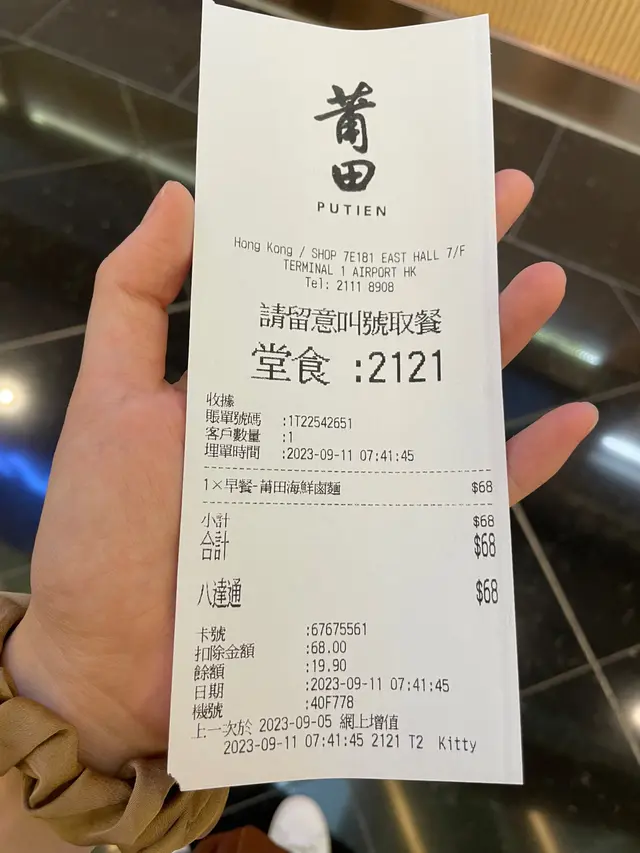 莆田
PUTIEN
Hong Kong / SHOP 7E181 EAST HALL 7/F
TERMINAL 1 AIRPORT HK
Tel: 2111 8908
請留意叫號取餐
堂食 :2121
收據
賬單號碼 :1T22542651
客戶數量 :1
埋單時間 :2023-09-11 07:41:45
1×早餐-莆田海鮮鹵麵 $68
小計 $68
合計 $68
八達通 $68
卡號 :67675561
扣除金額 :68.00
餘額 :19.90
日期 :2023-09-11 07:41:45
機號 :40F778
上一次於 2023-09-05 網上增值
2023-09-11 07:41:45 2121 T2 Kitty